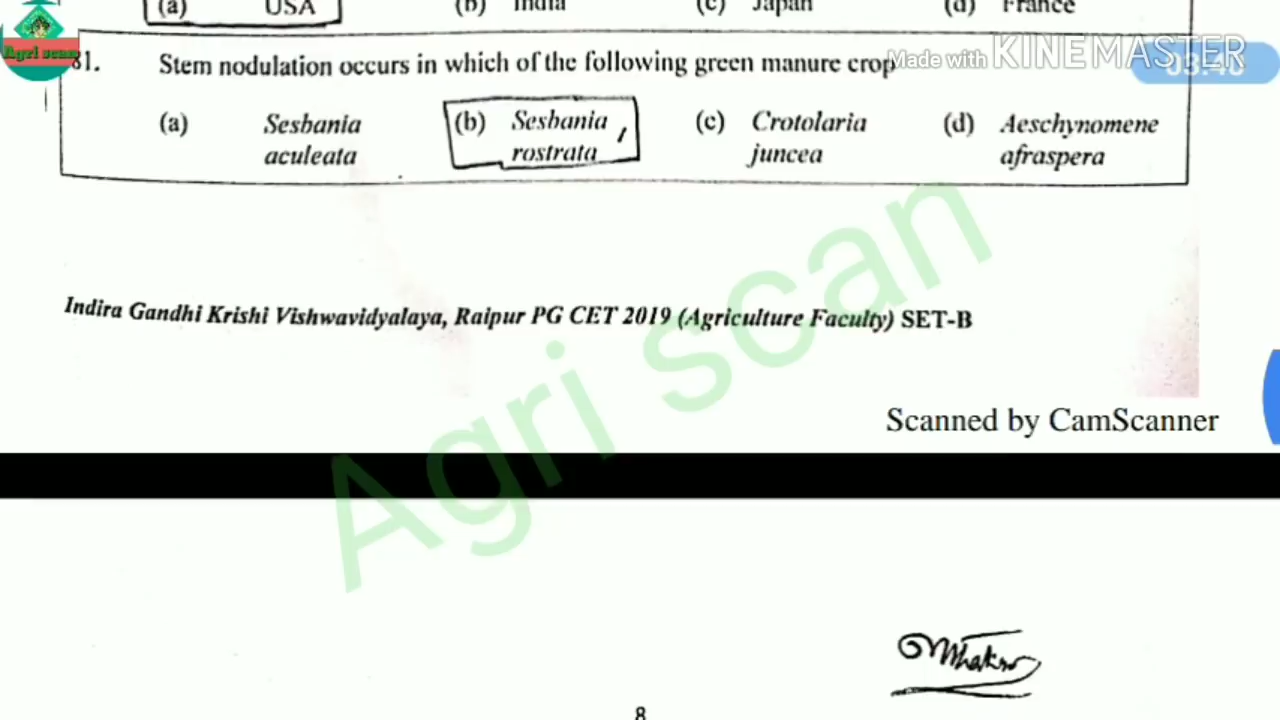 (a) USA (b) India (c) Japan (d) France
Agri scan
81. Stem nodulation occurs in which of the following green manure crop
Made with KINEMASTER
(a) Sesbania aculeata (b) Sesbania rostrata (c) Crotolaria juncea (d) Aeschynomene afraspera
Indira Gandhi Krishi Vishwavidyalaya, Raipur PG CET 2019 (Agriculture Faculty) SET-B
Agri scan
Scanned by CamScanner
8